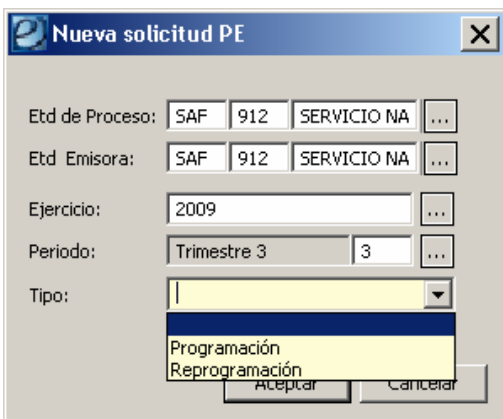 Nueva solicitud PE
Etd de Proceso: SAF 912 SERVICIO NA ...
Etd Emisora: SAF 912 SERVICIO NA ...
Ejercicio: 2009 ...
Periodo: Trimestre 3 3 ...
Tipo:
Programación
Reprogramación
Aceptar Cancelar